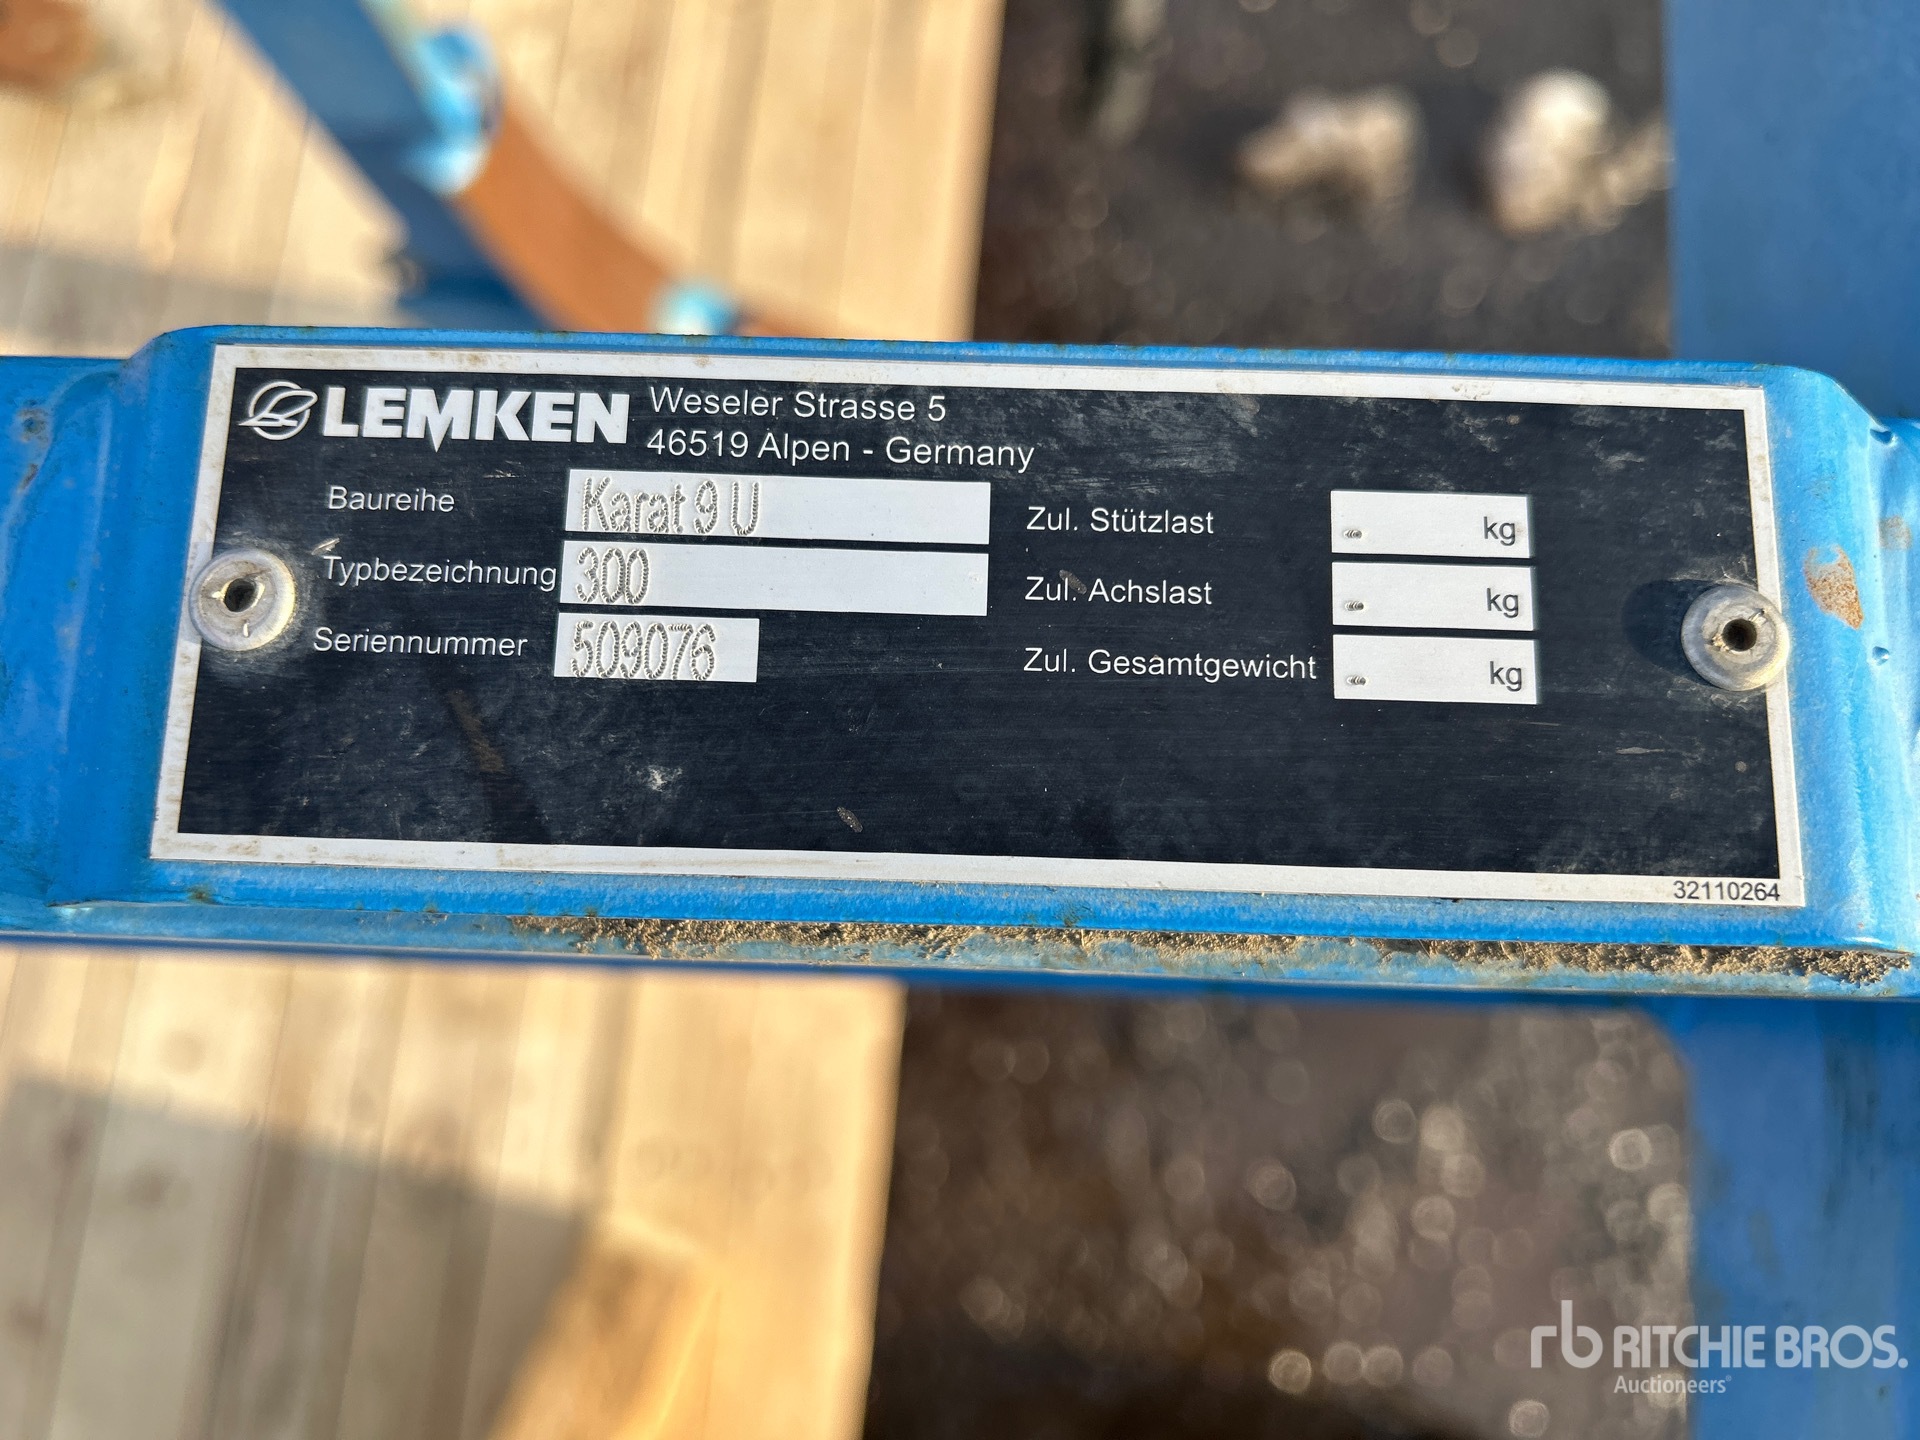 LEMKEN
Weseler Strasse 5
46519 Alpen - Germany
Baureihe Karat 9 U
Typbezeichnung 300
Seriennummer 509076
Zul. Stützlast - kg
Zul. Achslast - kg
Zul. Gesamtgewicht - kg
32110264
rb RITCHIE BROS.
Auctioneers